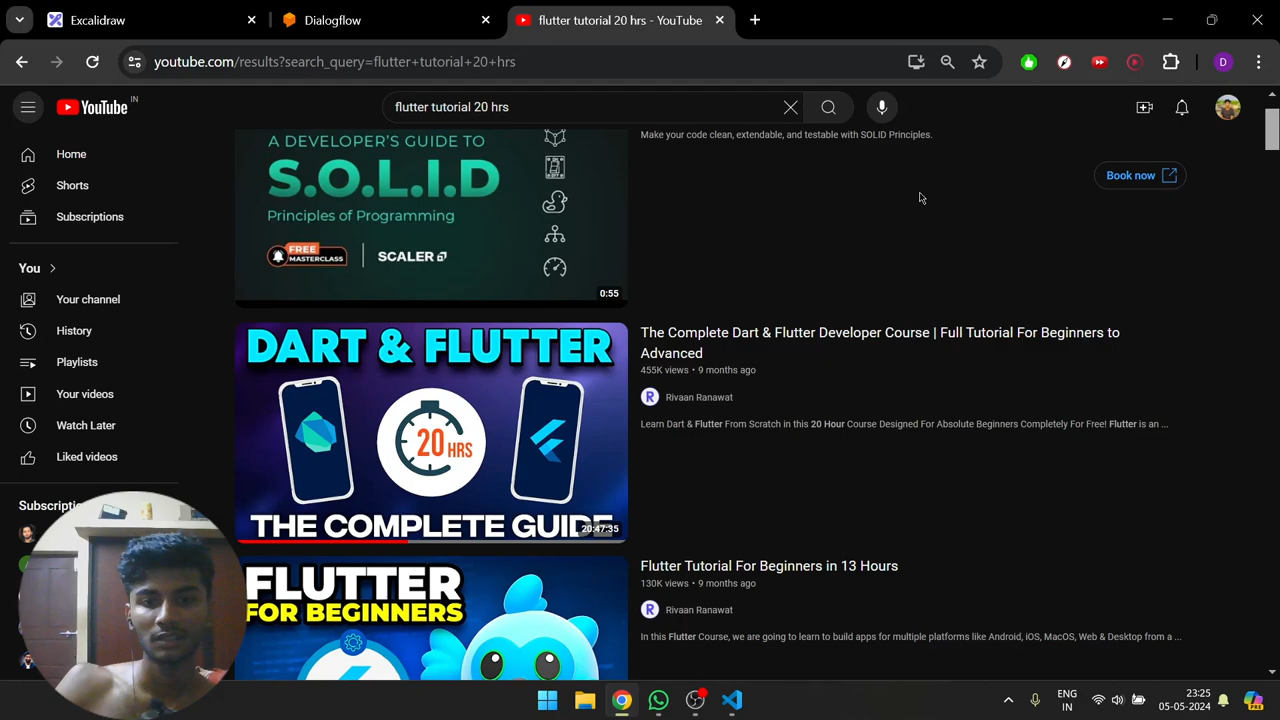 Excalidraw
Dialogflow
flutter tutorial 20 hrs - YouTube
youtube.com/results?search_query=flutter+tutorial+20+hrs
D
YouTube IN
flutter tutorial 20 hrs
Home
Shorts
Subscriptions
You
Your channel
History
Playlists
Your videos
Watch Later
Liked videos
A DEVELOPER'S GUIDE TO
S.O.L.I.D
Principles of Programming
FREE
MASTERCLASS
SCALER
0:55
Make your code clean, extendable, and testable with SOLID Principles.
Book now
DART & FLUTTER
20 HRS
THE COMPLETE GUIDE
20:47:35
The Complete Dart & Flutter Developer Course | Full Tutorial For Beginners to
Advanced
455K views • 9 months ago
R Rivaan Ranawat
Learn Dart & Flutter From Scratch in this 20 Hour Course Designed For Absolute Beginners Completely For Free! Flutter is an ...
FLUTTER
FOR BEGINNERS
Flutter Tutorial For Beginners in 13 Hours
130K views • 9 months ago
R Rivaan Ranawat
In this Flutter Course, we are going to learn to build apps for multiple platforms like Android, iOS, MacOS, Web & Desktop from a ...
ENG
IN
23:25
05-05-2024
PRE